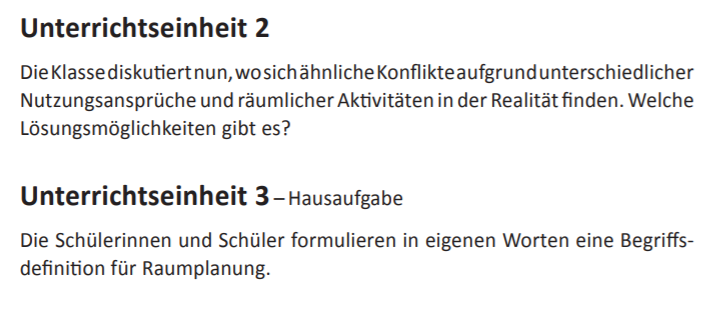 Unterrichtseinheit 2
Die Klasse diskutiert nun, wo sich ähnliche Konflikte aufgrund unterschiedlicher
Nutzungsansprüche und räumlicher Aktivitäten in der Realität finden. Welche
Lösungsmöglichkeiten gibt es?
Unterrichtseinheit 3 – Hausaufgabe
Die Schülerinnen und Schüler formulieren in eigenen Worten eine Begriffs-
definition für Raumplanung.